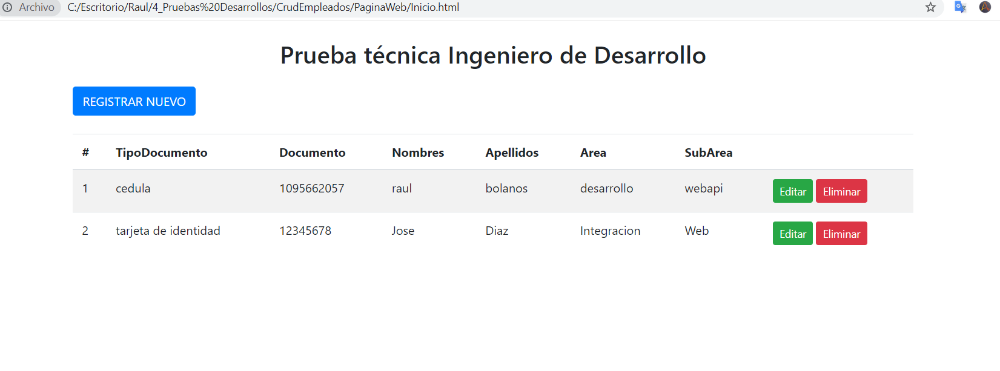 Archivo C:/Escritorio/Raul/4_Pruebas%20Desarrollos/CrudEmpleados/PaginaWeb/Inicio.html
Prueba técnica Ingeniero de Desarrollo
REGISTRAR NUEVO
# TipoDocumento Documento Nombres Apellidos Area SubArea
1 cedula 1095662057 raul bolanos desarrollo webapi Editar Eliminar
2 tarjeta de identidad 12345678 Jose Diaz Integracion Web Editar Eliminar